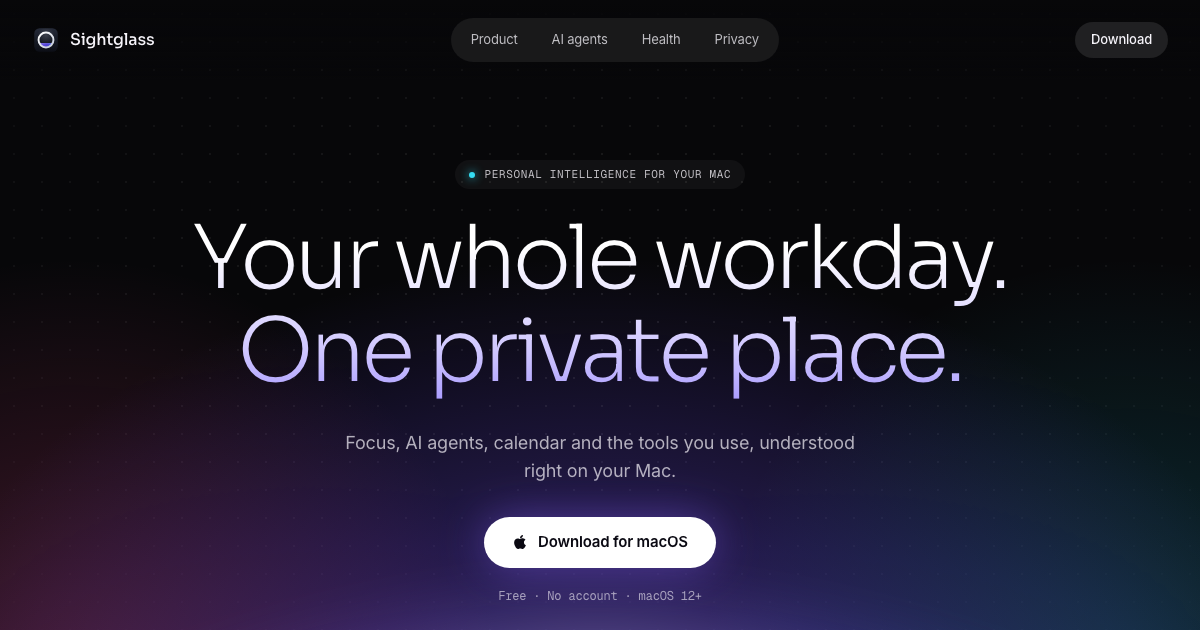 Sightglass
Product AI agents Health Privacy
Download
PERSONAL INTELLIGENCE FOR YOUR MAC
Your whole workday.
One private place.
Focus, AI agents, calendar and the tools you use, understood
right on your Mac.
Download for macOS
Free · No account · macOS 12+